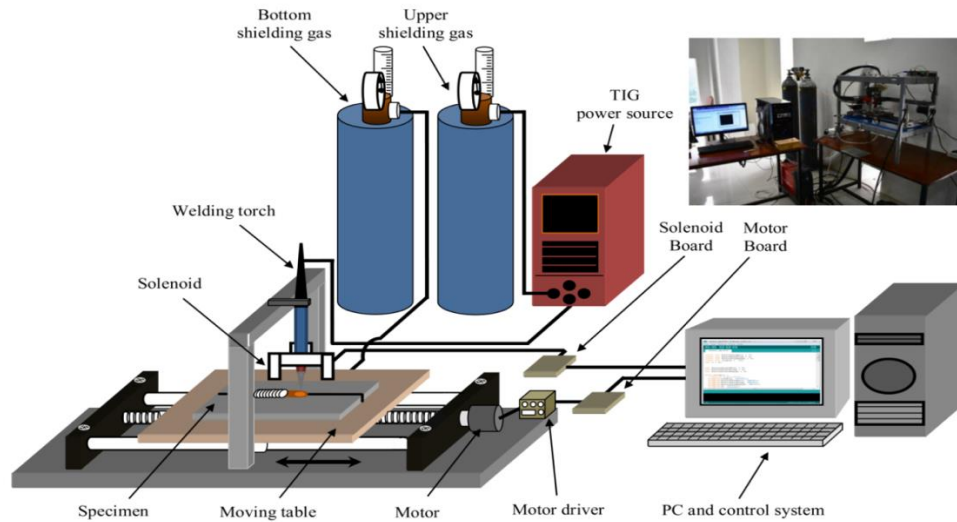 Bottom
shielding gas
Upper
shielding gas
TIG
power source
Welding torch
Solenoid
Board
Motor
Board
Solenoid
Specimen
Moving table
Motor
Motor driver
PC and control system